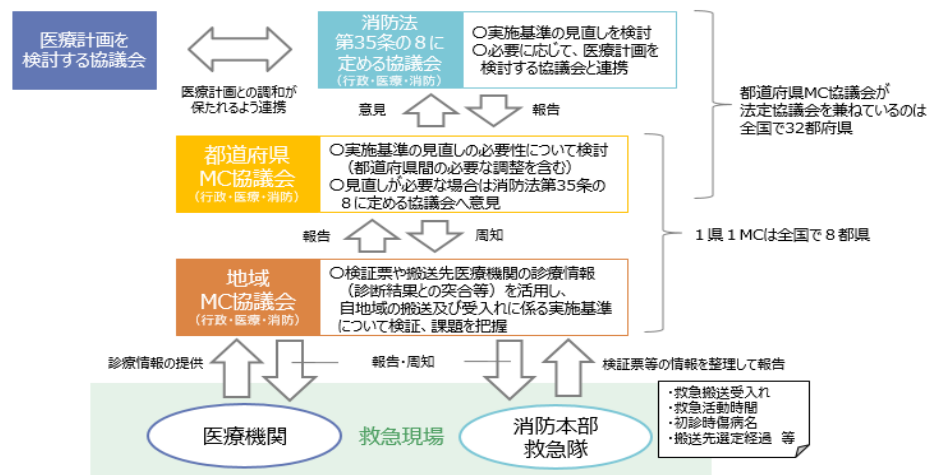 医療計画を
検討する協議会
医療計画との調和が
保たれるよう連携
消防法
第35条の8に
定める協議会
(行政・医療・消防)
〇実施基準の見直しを検討
〇必要に応じて、医療計画を
検討する協議会と連携
都道府県MC協議会が
法定協議会を兼ねているのは
全国で32都府県
意見
報告
都道府県
MC協議会
(行政・医療・消防)
〇実施基準の見直しの必要性について検討
（都道府県間の必要な調整を含む）
〇見直しが必要な場合は消防法第35条の
8に定める協議会へ意見
1県1MCは全国で8都県
報告
周知
地域
MC協議会
(行政・医療・消防)
〇検証票や搬送先医療機関の診療情報
（診断結果との突合等）を活用し、
自地域の搬送及び受入れに係る実施基準
について検証、課題を把握
診療情報の提供
報告・周知
検証票等の情報を整理して報告
医療機関
救急現場
消防本部
救急隊
・救急搬送受入れ
・救急活動時間
・初診時傷病名
・搬送先選定経過 等